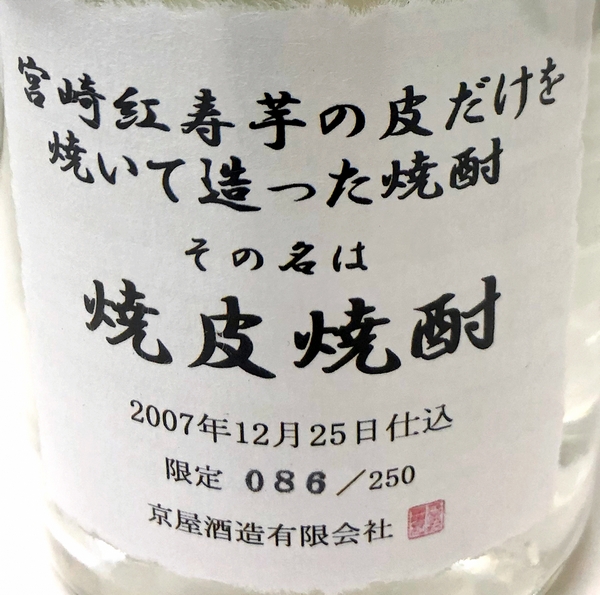 宮崎紅寿芋の皮だけを
焼いて造った焼酎
その名は
焼皮焼酎
2007年12月25日仕込
限定 086/250
京屋酒造有限会社